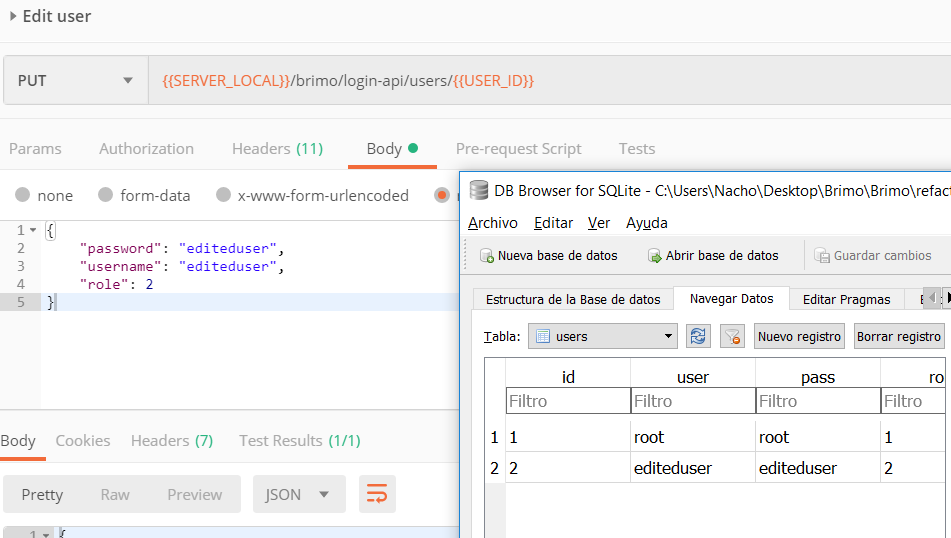 Edit user
PUT {{SERVER_LOCAL}}/brimo/login-api/users/{{USER_ID}}
Params Authorization Headers (11) Body Pre-request Script Tests
none form-data x-www-form-urlencoded
1 {
2 "password": "editeduser",
3 "username": "editeduser",
4 "role": 2
5 }
Body Cookies Headers (7) Test Results (1/1)
Pretty Raw Preview JSON
1 {
DB Browser for SQLite - C:\Users\Nacho\Desktop\Brimo\Brimo\refact
Archivo Editar Ver Ayuda
Nueva base de datos Abrir base de datos Guardar cambios
Estructura de la Base de datos Navegar Datos Editar Pragmas
Tabla: users Nuevo registro Borrar registro
id user pass ro
Filtro Filtro Filtro Filtro
1 1 root root 1
2 2 editeduser editeduser 2